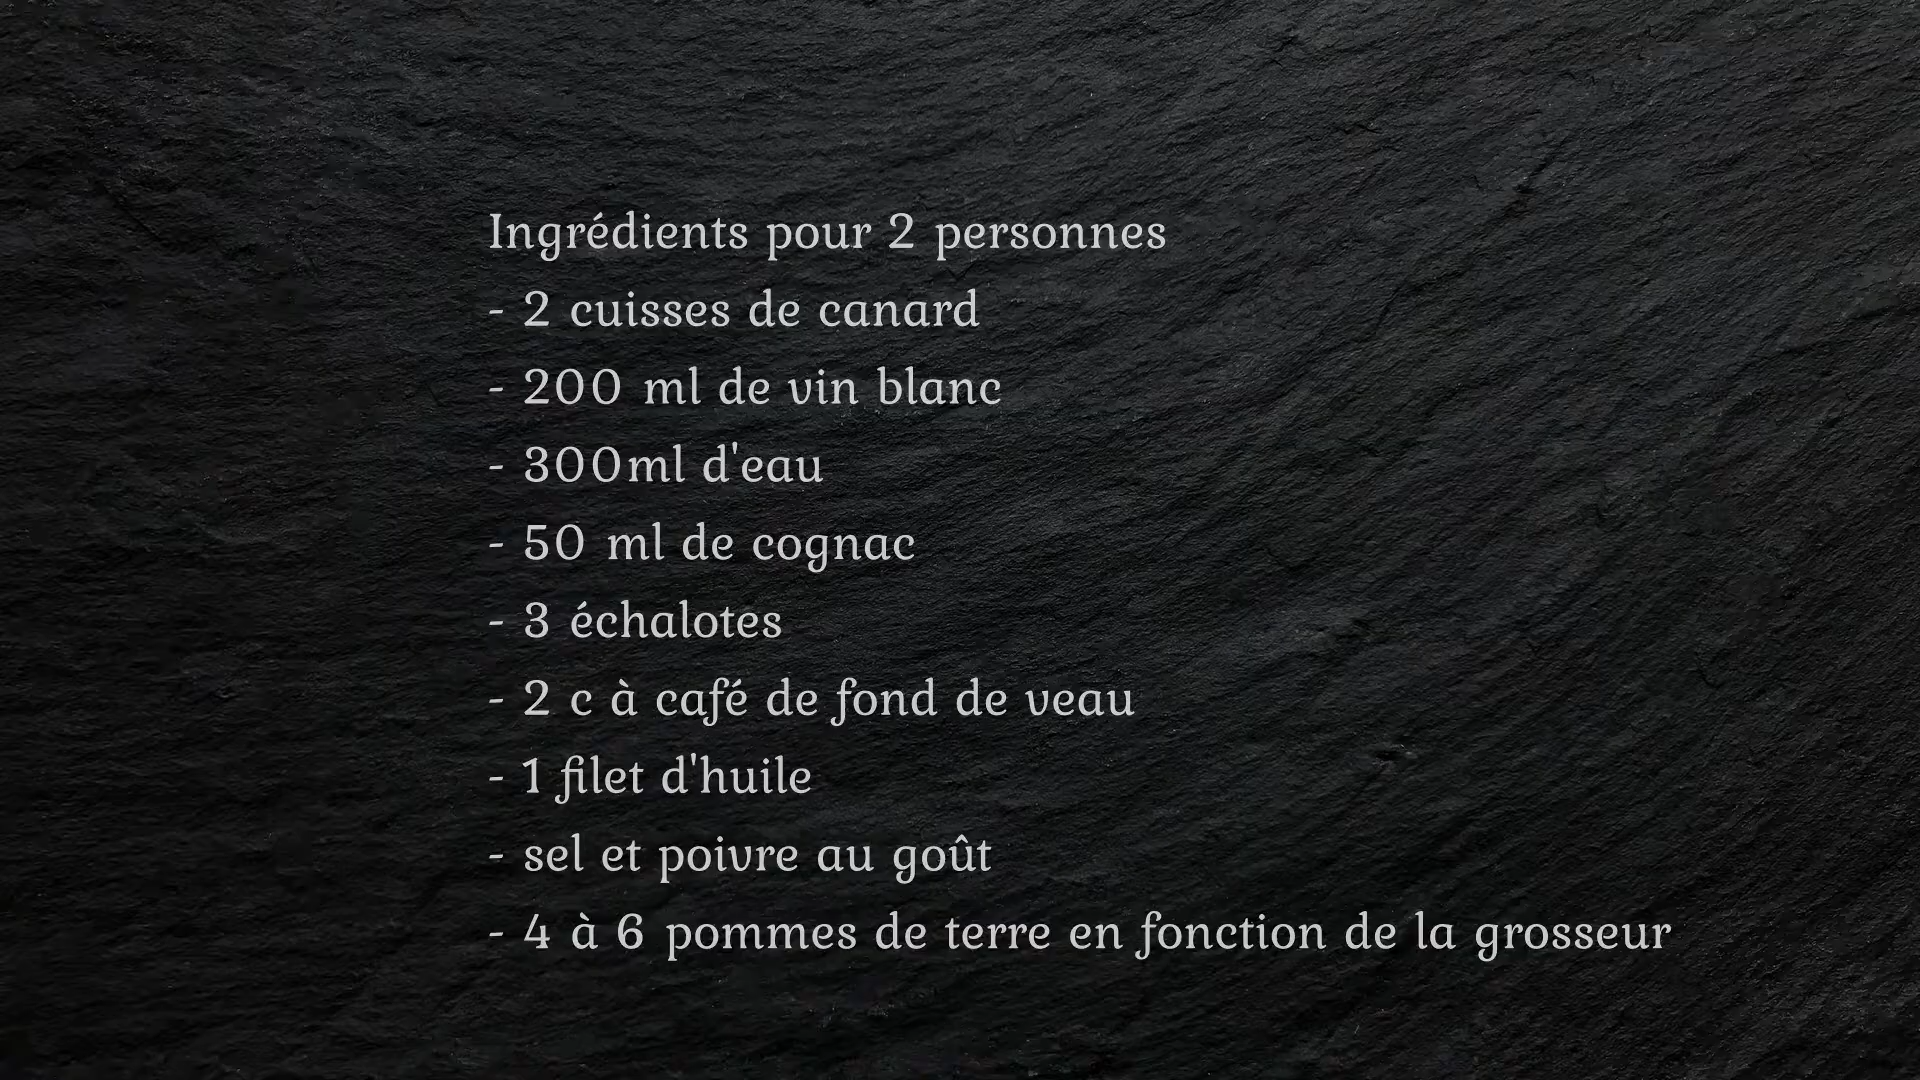 Ingrédients pour 2 personnes
- 2 cuisses de canard
- 200 ml de vin blanc
- 300ml d'eau
- 50 ml de cognac
- 3 échalotes
- 2 c à café de fond de veau
- 1 filet d'huile
- sel et poivre au goût
- 4 à 6 pommes de terre en fonction de la grosseur